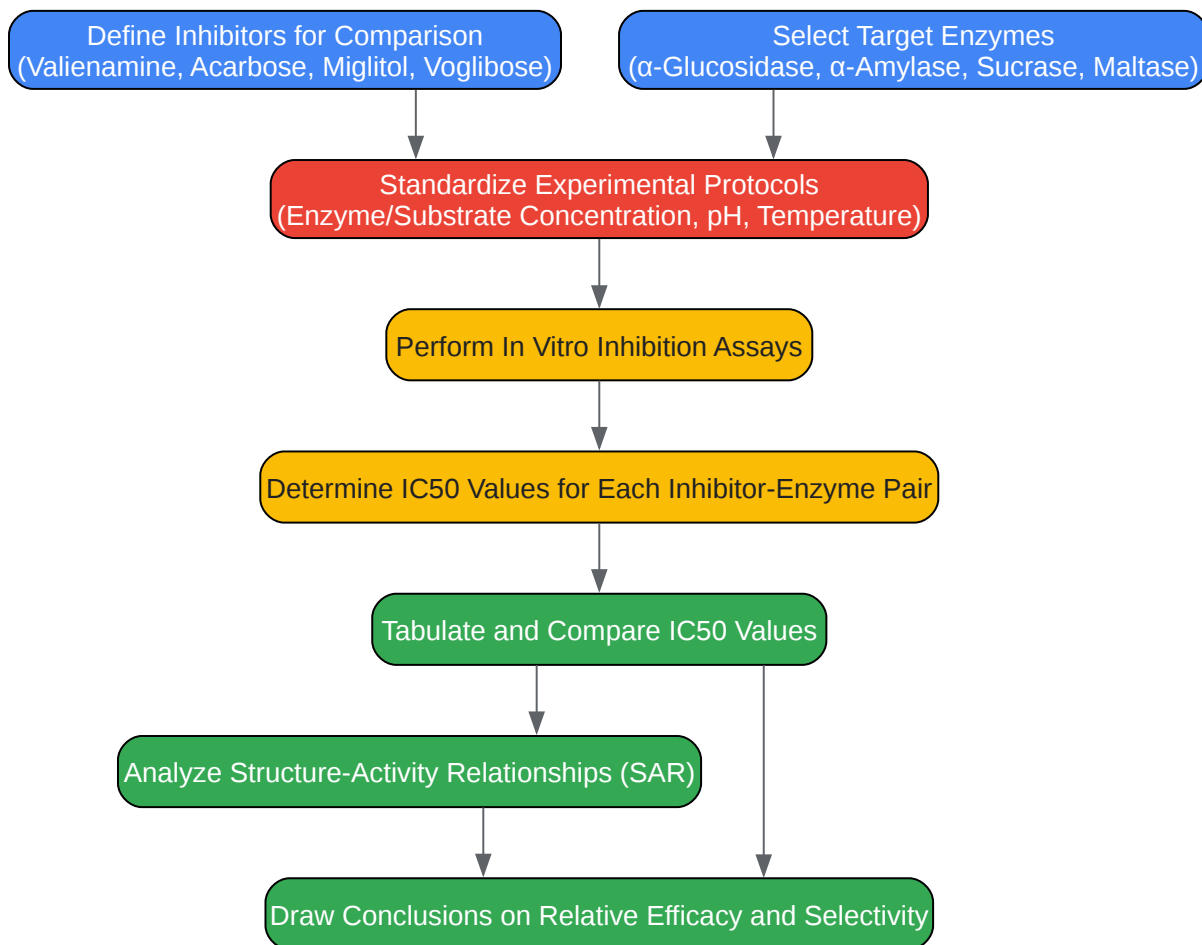 Define Inhibitors for Comparison
(Valienamine, Acarbose, Miglitol, Voglibose)
Select Target Enzymes
(α-Glucosidase, α-Amylase, Sucrase, Maltase)
Standardize Experimental Protocols
(Enzyme/Substrate Concentration, pH, Temperature)
Perform In Vitro Inhibition Assays
Determine IC50 Values for Each Inhibitor-Enzyme Pair
Tabulate and Compare IC50 Values
Analyze Structure-Activity Relationships (SAR)
Draw Conclusions on Relative Efficacy and Selectivity